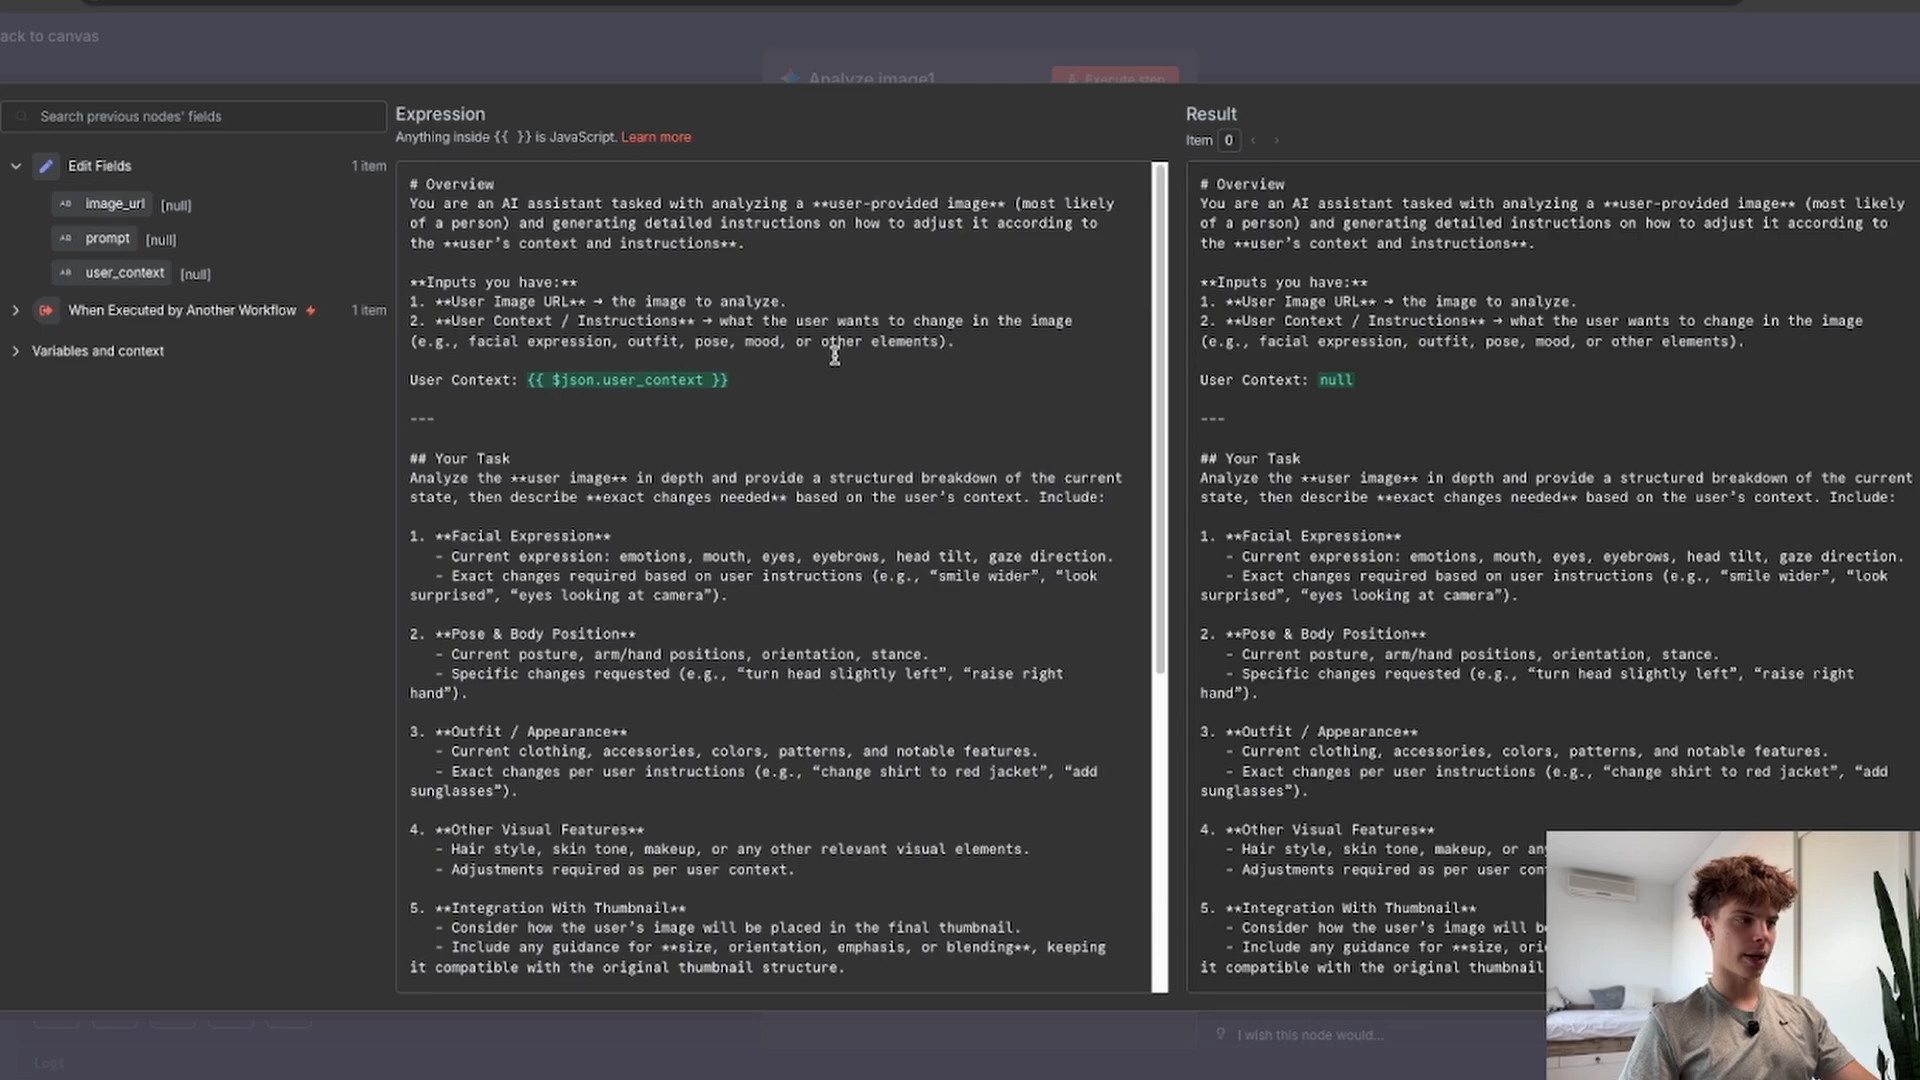 ack to canvas
Analyze image1
Execute step
Search previous nodes' fields
Edit Fields
1 item
AB image_url [null]
AB prompt [null]
AB user_context [null]
When Executed by Another Workflow
1 item
Variables and context
Expression
Anything inside {{ }} is JavaScript. Learn more
# Overview
You are an AI assistant tasked with analyzing a **user-provided image** (most likely
of a person) and generating detailed instructions on how to adjust it according to
the **user’s context and instructions**.
**Inputs you have:**
1. **User Image URL** → the image to analyze.
2. **User Context / Instructions** → what the user wants to change in the image
(e.g., facial expression, outfit, pose, mood, or other elements).
User Context: {{ $json.user_context }}
---
## Your Task
Analyze the **user image** in depth and provide a structured breakdown of the current
state, then describe **exact changes needed** based on the user’s context. Include:
1. **Facial Expression**
- Current expression: emotions, mouth, eyes, eyebrows, head tilt, gaze direction.
- Exact changes required based on user instructions (e.g., “smile wider”, “look
surprised”, “eyes looking at camera”).
2. **Pose & Body Position**
- Current posture, arm/hand positions, orientation, stance.
- Specific changes requested (e.g., “turn head slightly left”, “raise right
hand”).
3. **Outfit / Appearance**
- Current clothing, accessories, colors, patterns, and notable features.
- Exact changes per user instructions (e.g., “change shirt to red jacket”, “add
sunglasses”).
4. **Other Visual Features**
- Hair style, skin tone, makeup, or any other relevant visual elements.
- Adjustments required as per user context.
5. **Integration With Thumbnail**
- Consider how the user’s image will be placed in the final thumbnail.
- Include any guidance for **size, orientation, emphasis, or blending**, keeping
it compatible with the original thumbnail structure.
Result
Item 0
# Overview
You are an AI assistant tasked with analyzing a **user-provided image** (most likely
of a person) and generating detailed instructions on how to adjust it according to
the **user’s context and instructions**.
**Inputs you have:**
1. **User Image URL** → the image to analyze.
2. **User Context / Instructions** → what the user wants to change in the image
(e.g., facial expression, outfit, pose, mood, or other elements).
User Context: null
---
## Your Task
Analyze the **user image** in depth and provide a structured breakdown of the current
state, then describe **exact changes needed** based on the user’s context. Include:
1. **Facial Expression**
- Current expression: emotions, mouth, eyes, eyebrows, head tilt, gaze direction.
- Exact changes required based on user instructions (e.g., “smile wider”, “look
surprised”, “eyes looking at camera”).
2. **Pose & Body Position**
- Current posture, arm/hand positions, orientation, stance.
- Specific changes requested (e.g., “turn head slightly left”, “raise right
hand”).
3. **Outfit / Appearance**
- Current clothing, accessories, colors, patterns, and notable features.
- Exact changes per user instructions (e.g., “change shirt to red jacket”, “add
sunglasses”).
4. **Other Visual Features**
- Hair style, skin tone, makeup, or any
- Adjustments required as per user con
5. **Integration With Thumbnail**
- Consider how the user’s image will b
- Include any guidance for **size, ori
it compatible with the original thumbnail
I wish this node would...
Logs